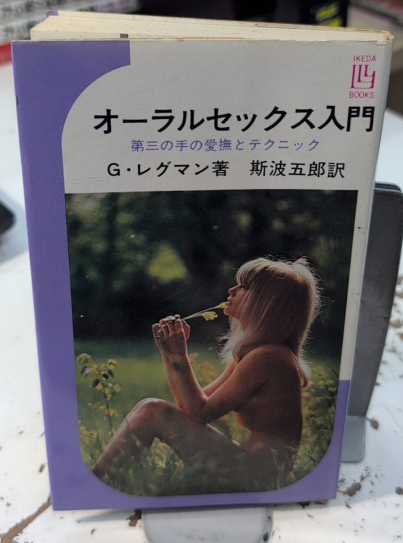 IKEDA
BOOKS
オーラルセックス入門
第三の手の愛撫とテクニック
G・レグマン著 斯波五郎訳